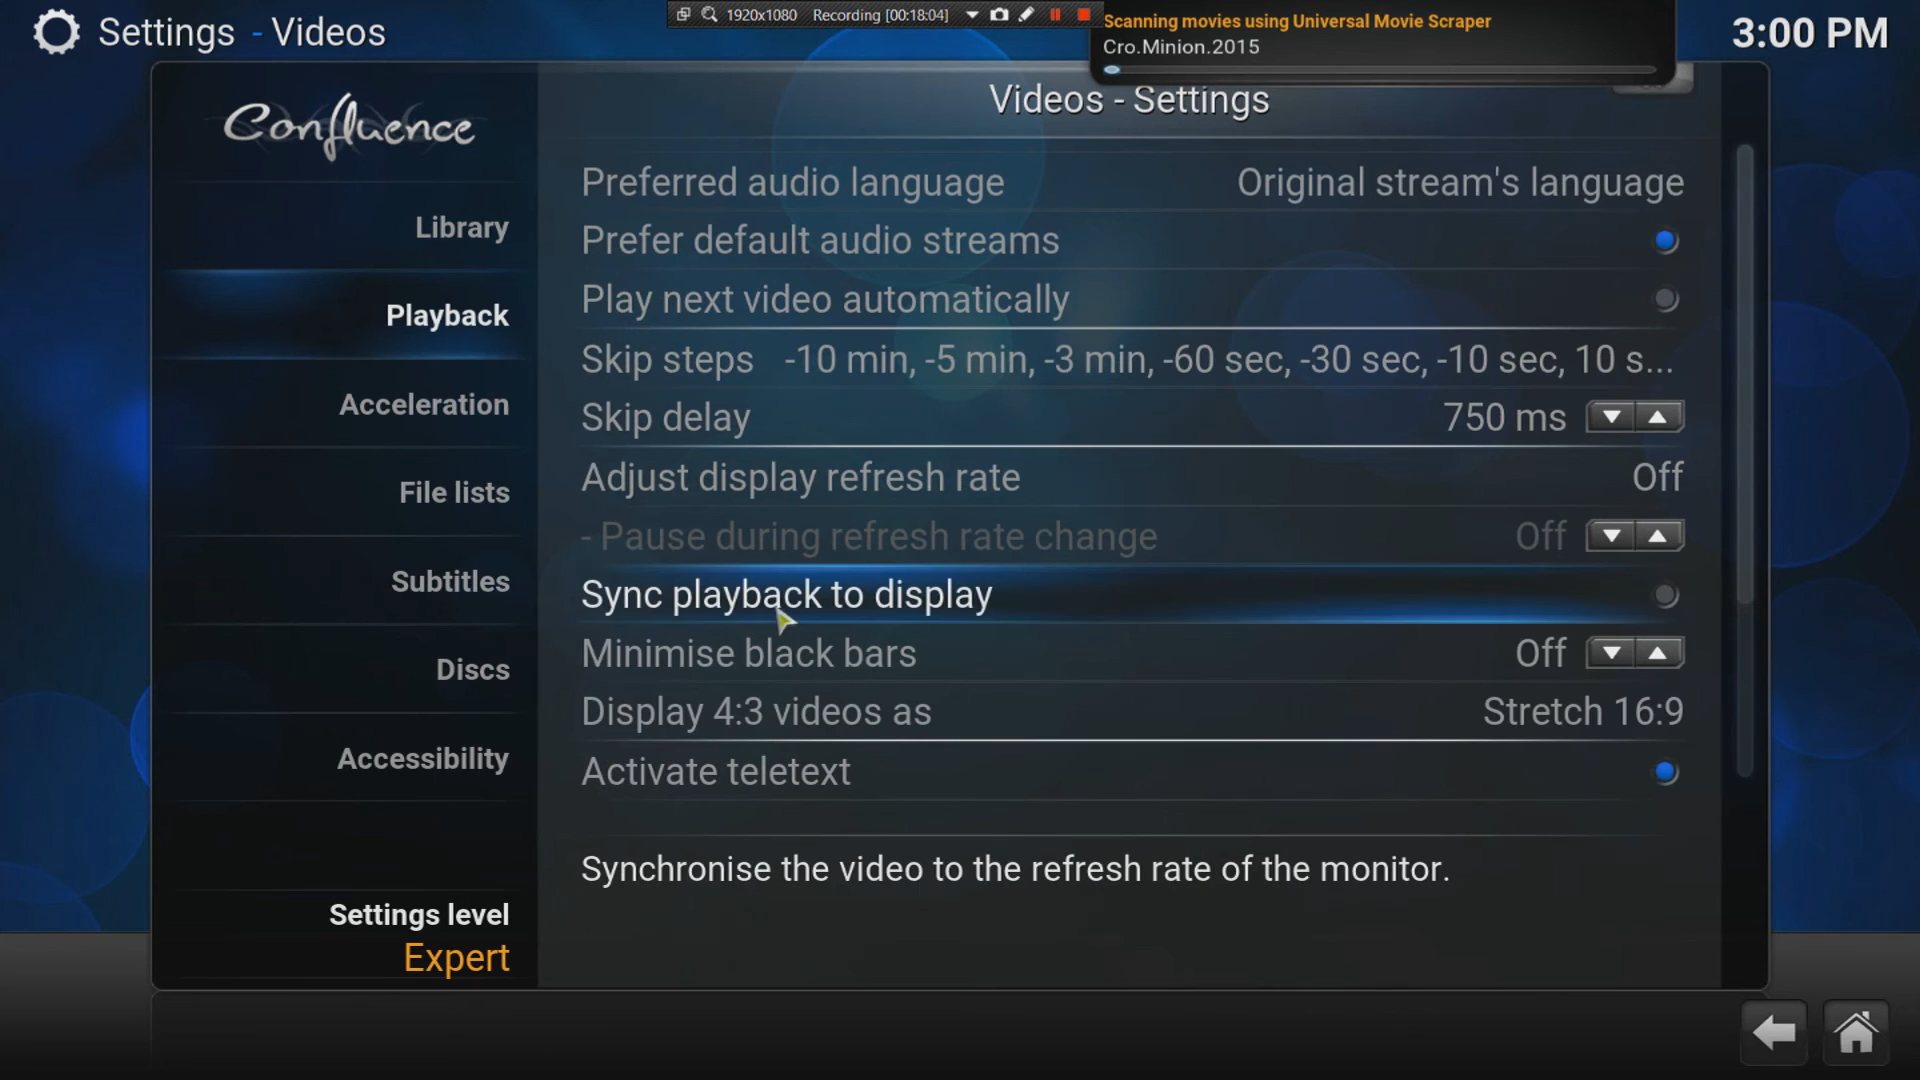 Settings - Videos
1920x1080 Recording [00:18:04]
Scanning movies using Universal Movie Scraper
Cro.Minion.2015
3:00 PM
Confluence
Library
Playback
Acceleration
File lists
Subtitles
Discs
Accessibility
Settings level
Expert
Videos - Settings
Preferred audio language Original stream's language
Prefer default audio streams
Play next video automatically
Skip steps -10 min, -5 min, -3 min, -60 sec, -30 sec, -10 sec, 10 s...
Skip delay 750 ms
Adjust display refresh rate Off
- Pause during refresh rate change Off
Sync playback to display
Minimise black bars Off
Display 4:3 videos as Stretch 16:9
Activate teletext
Synchronise the video to the refresh rate of the monitor.